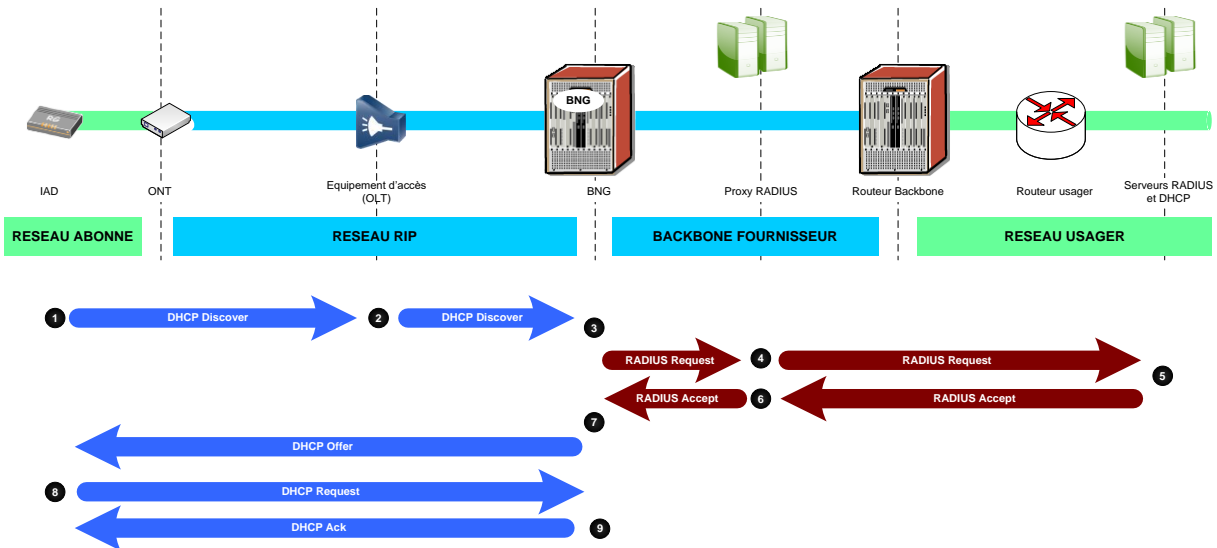 BNG
RG
IAD
ONT
Equipement d'accès
(OLT)
BNG
Proxy RADIUS
Routeur Backbone
Routeur usager
Serveurs RADIUS
et DHCP
RESEAU ABONNE
RESEAU RIP
BACKBONE FOURNISSEUR
RESEAU USAGER
1
DHCP Discover
2
DHCP Discover
3
RADIUS Request
4
RADIUS Request
5
RADIUS Accept
6
RADIUS Accept
7
DHCP Offer
8
DHCP Request
DHCP Ack
9